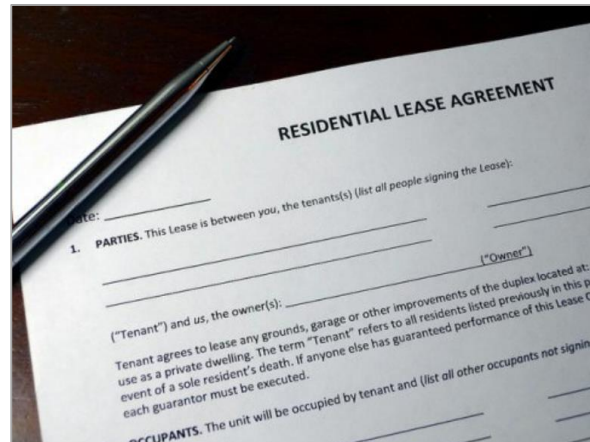 RESIDENTIAL LEASE AGREEMENT
Date:
1. PARTIES. This Lease is between you, the tenants(s) (list all people signing the Lease):
("Owner")
("Tenant") and us, the owner(s):
Tenant agrees to lease any grounds, garage or other improvements of the duplex located at:
use as a private dwelling. The term "Tenant" refers to all residents listed previously in this
event of a sole resident's death. If anyone else has guaranteed performance of this Lease
each guarantor must be executed.
OCCUPANTS. The unit will be occupied by tenant and (list all other occupants not